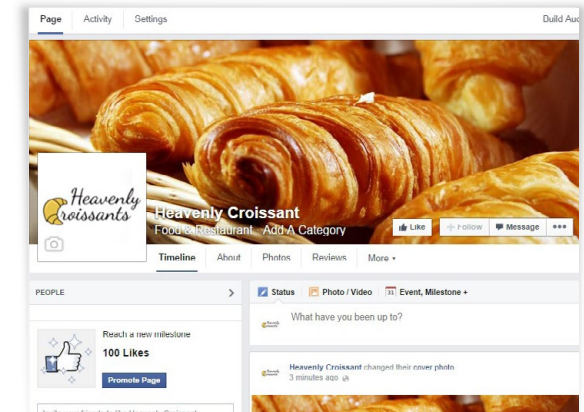 Page Activity Settings Build Aud
Heavenly
Croissants
Heavenly Croissant
Food & Restaurant Add A Category
Like + Follow Message •••
Timeline About Photos Reviews More
PEOPLE
Reach a new milestone
100 Likes
Promote Page
Status Photo / Video 31 Event, Milestone +
What have you been up to?
Heavenly Croissant changed their cover photo
3 minutes ago